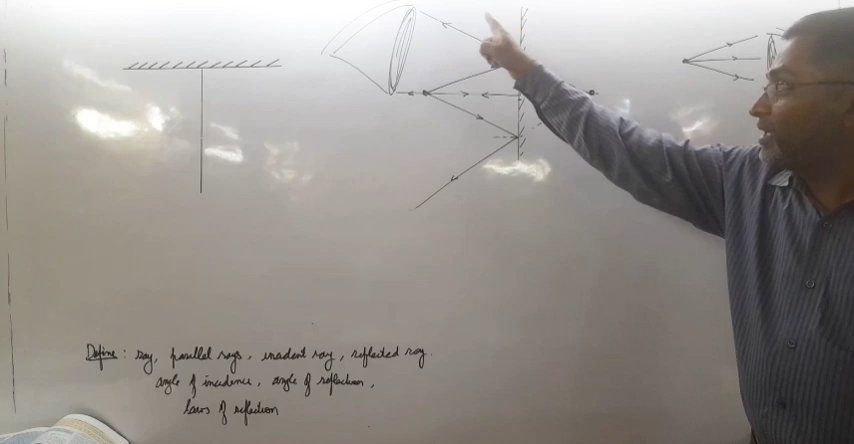 Define : ray, parallel rays, incident ray, reflected ray.
angle of incidence, angle of reflection,
laws of reflection